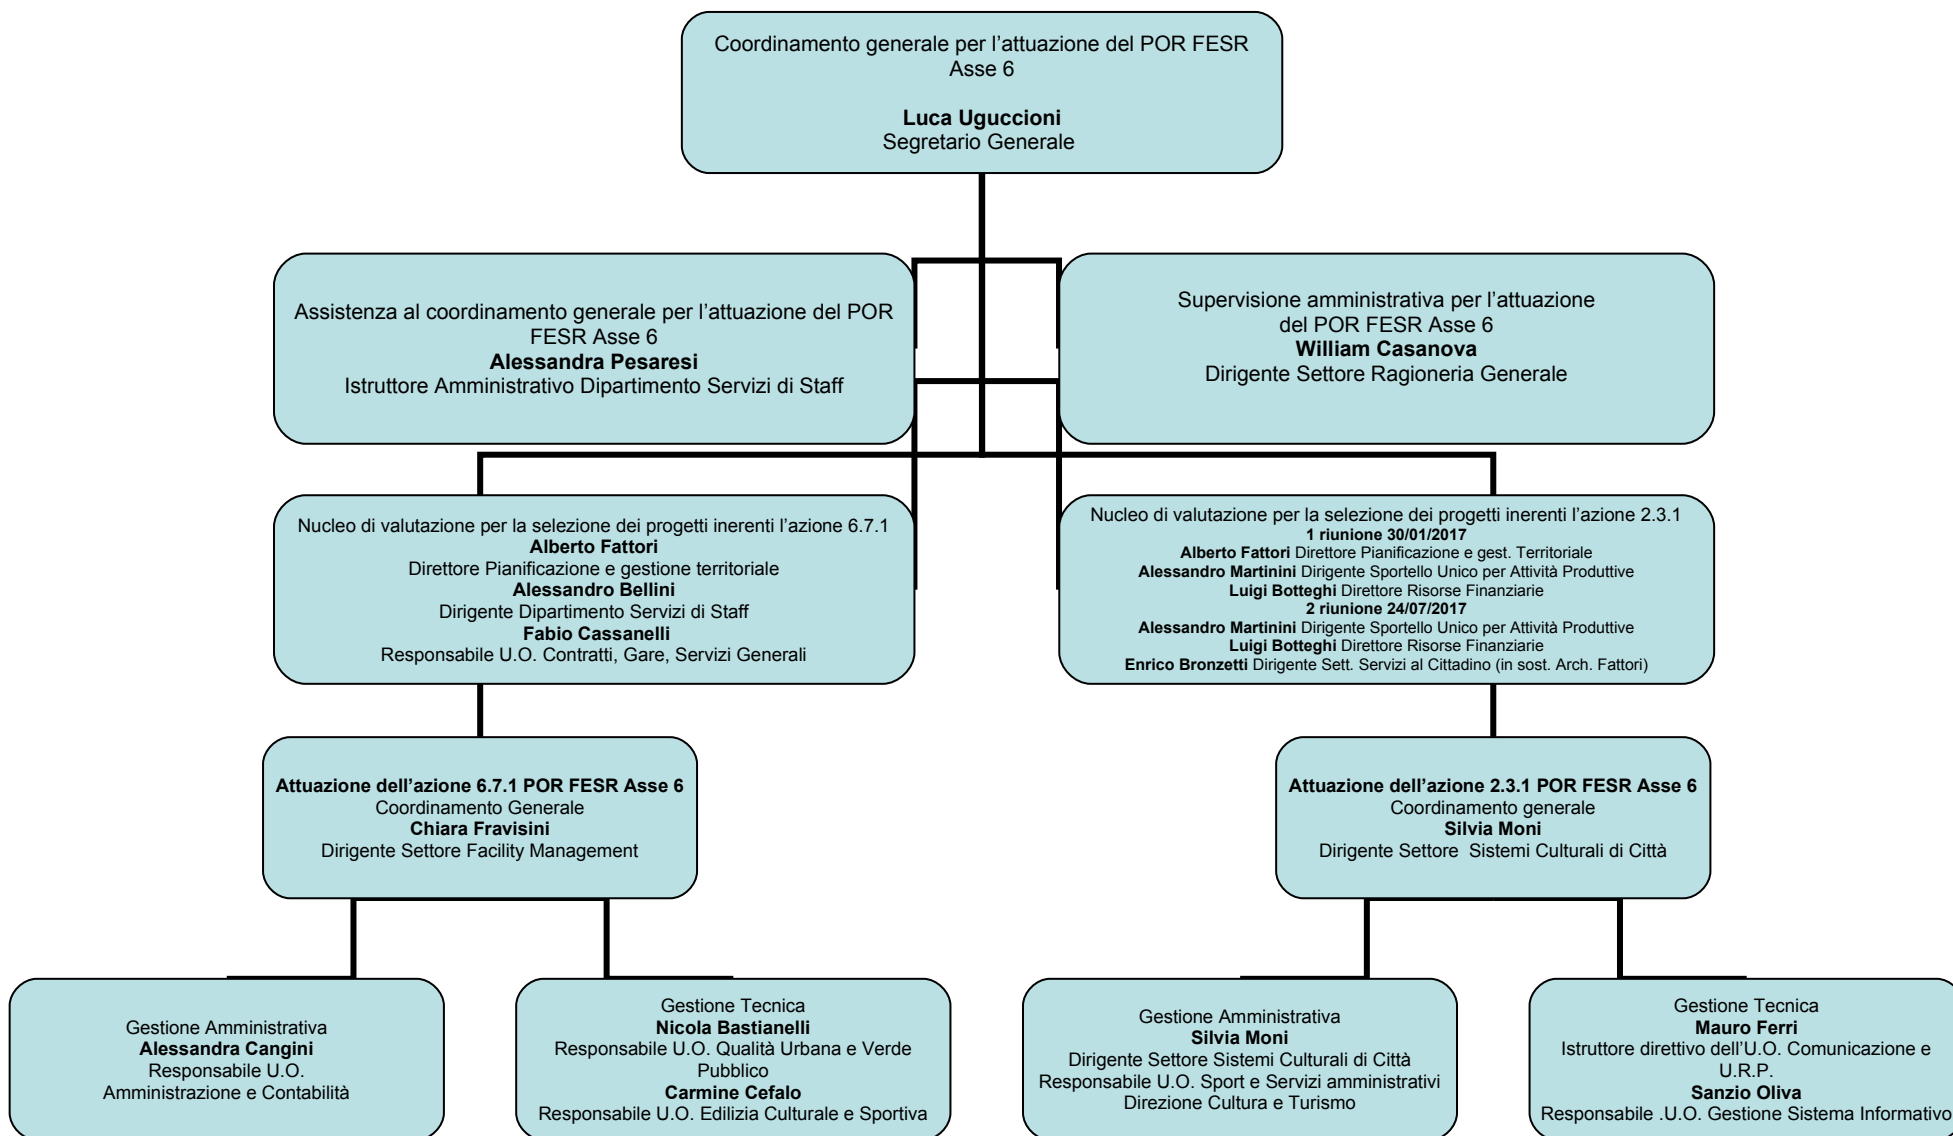 Coordinamento generale per l'attuazione del POR FESR
Asse 6
Luca Uguccioni
Segretario Generale
Assistenza al coordinamento generale per l'attuazione del POR
FESR Asse 6
Alessandra Pesaresi
Istruttore Amministrativo Dipartimento Servizi di Staff
Supervisione amministrativa per l'attuazione
del POR FESR Asse 6
William Casanova
Dirigente Settore Ragioneria Generale
Nucleo di valutazione per la selezione dei progetti inerenti l'azione 6.7.1
Alberto Fattori
Direttore Pianificazione e gestione territoriale
Alessandro Bellini
Dirigente Dipartimento Servizi di Staff
Fabio Cassanelli
Responsabile U.O. Contratti, Gare, Servizi Generali
Nucleo di valutazione per la selezione dei progetti inerenti l'azione 2.3.1
1 riunione 30/01/2017
Alberto Fattori Direttore Pianificazione e gest. Territoriale
Alessandro Martinini Dirigente Sportello Unico per Attività Produttive
Luigi Botteghi Direttore Risorse Finanziarie
2 riunione 24/07/2017
Alessandro Martinini Dirigente Sportello Unico per Attività Produttive
Luigi Botteghi Direttore Risorse Finanziarie
Enrico Bronzetti Dirigente Sett. Servizi al Cittadino (in sost. Arch. Fattori)
Attuazione dell'azione 6.7.1 POR FESR Asse 6
Coordinamento Generale
Chiara Fravisini
Dirigente Settore Facility Management
Attuazione dell'azione 2.3.1 POR FESR Asse 6
Coordinamento generale
Silvia Moni
Dirigente Settore Sistemi Culturali di Città
Gestione Amministrativa
Alessandra Cangini
Responsabile U.O.
Amministrazione e Contabilità
Gestione Tecnica
Nicola Bastianelli
Responsabile U.O. Qualità Urbana e Verde
Pubblico
Carmine Cefalo
Responsabile U.O. Edilizia Culturale e Sportiva
Gestione Amministrativa
Silvia Moni
Dirigente Settore Sistemi Culturali di Città
Responsabile U.O. Sport e Servizi amministrativi
Direzione Cultura e Turismo
Gestione Tecnica
Mauro Ferri
Istruttore direttivo dell'U.O. Comunicazione e
U.R.P.
Sanzio Oliva
Responsabile .U.O. Gestione Sistema Informativo